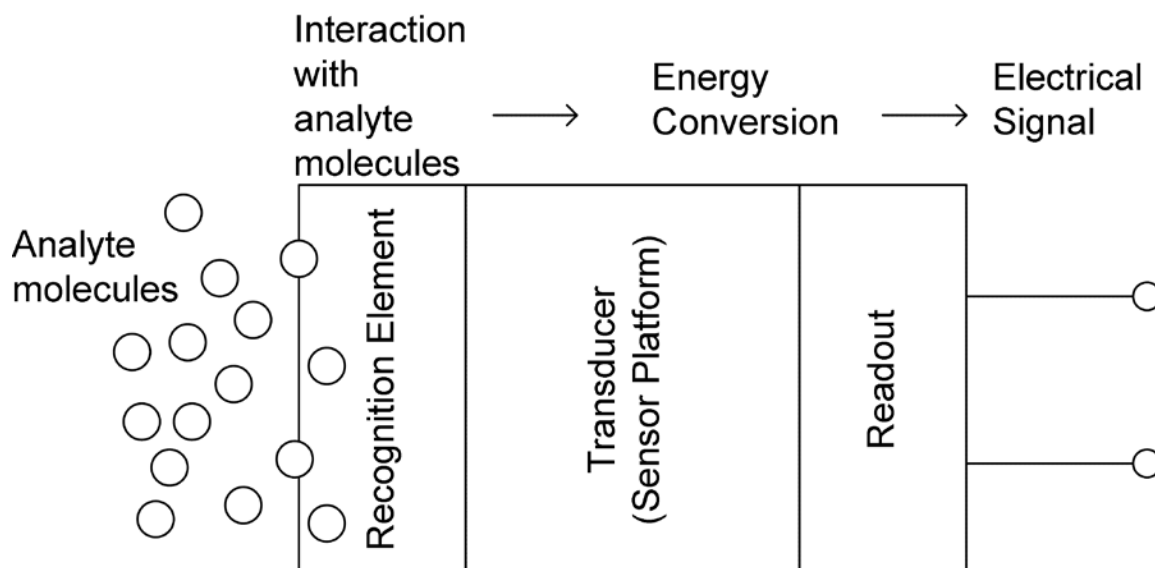 Interaction
with
analyte
molecules
Energy
Conversion
Electrical
Signal
Analyte
molecules
Recognition Element
Transducer
(Sensor Platform)
Readout